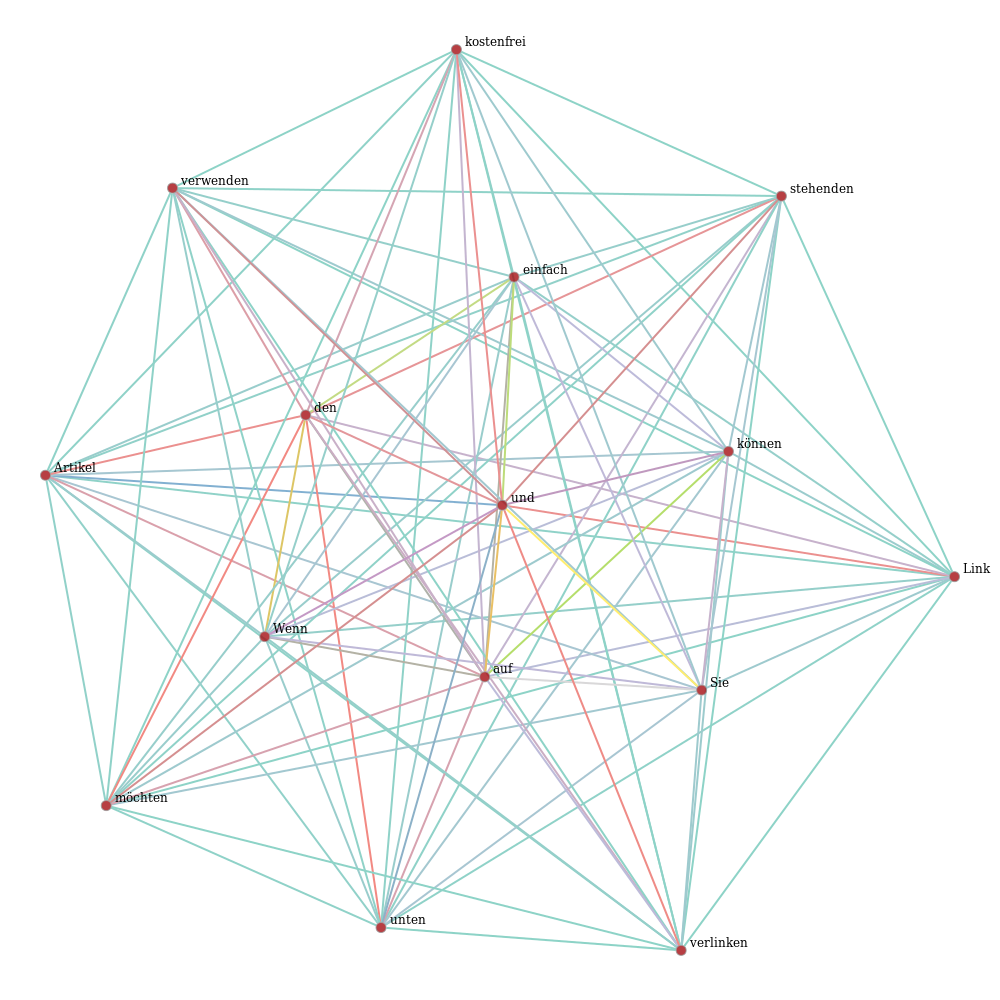 kostenfrei
verwenden
stehenden
einfach
den
können
Artikel
und
Link
Wenn
auf
Sie
möchten
unten
verlinken